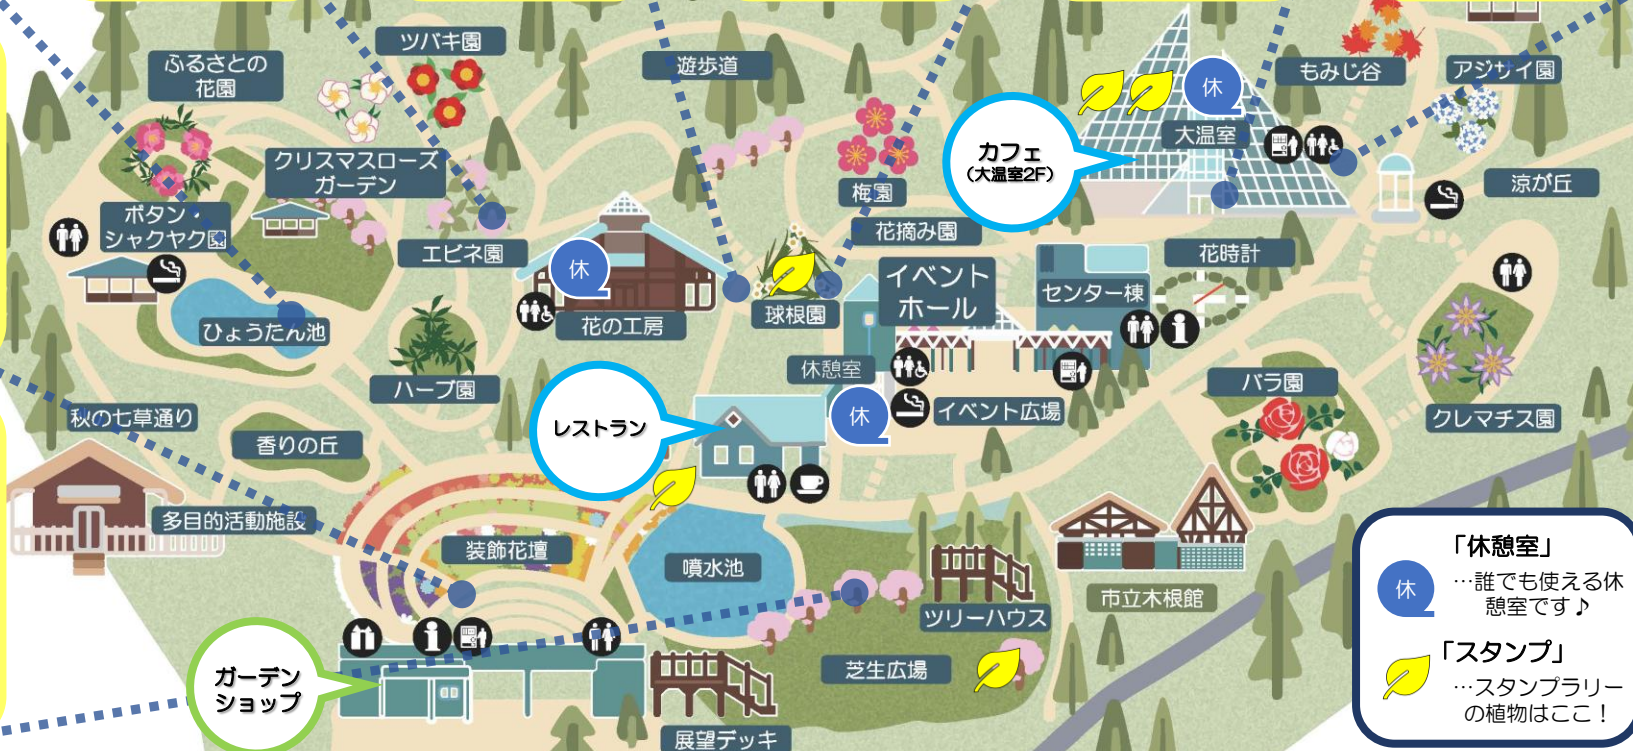 ツバキ園
ふるさとの
花園
遊歩道
もみじ谷
アジサイ園
休
大温室
カフェ
(大温室2F)
クリスマスローズ
ガーデン
梅園
涼が丘
ボタン・
シャクヤク園
エビネ園
花摘み園
花時計
休
イベント
ホール
センター棟
ひょうたん池
花の工房
球根園
休憩室
ハーブ園
バラ園
秋の七草通り
香りの丘
レストラン
休
イベント広場
クレマチス園
多目的活動施設
装飾花壇
噴水池
市立木根館
ツリーハウス
ガーデン
ショップ
芝生広場
展望デッキ
「休憩室」
休
…誰でも使える休
憩室です♪
「スタンプ」
…スタンプラリー
の植物はここ！